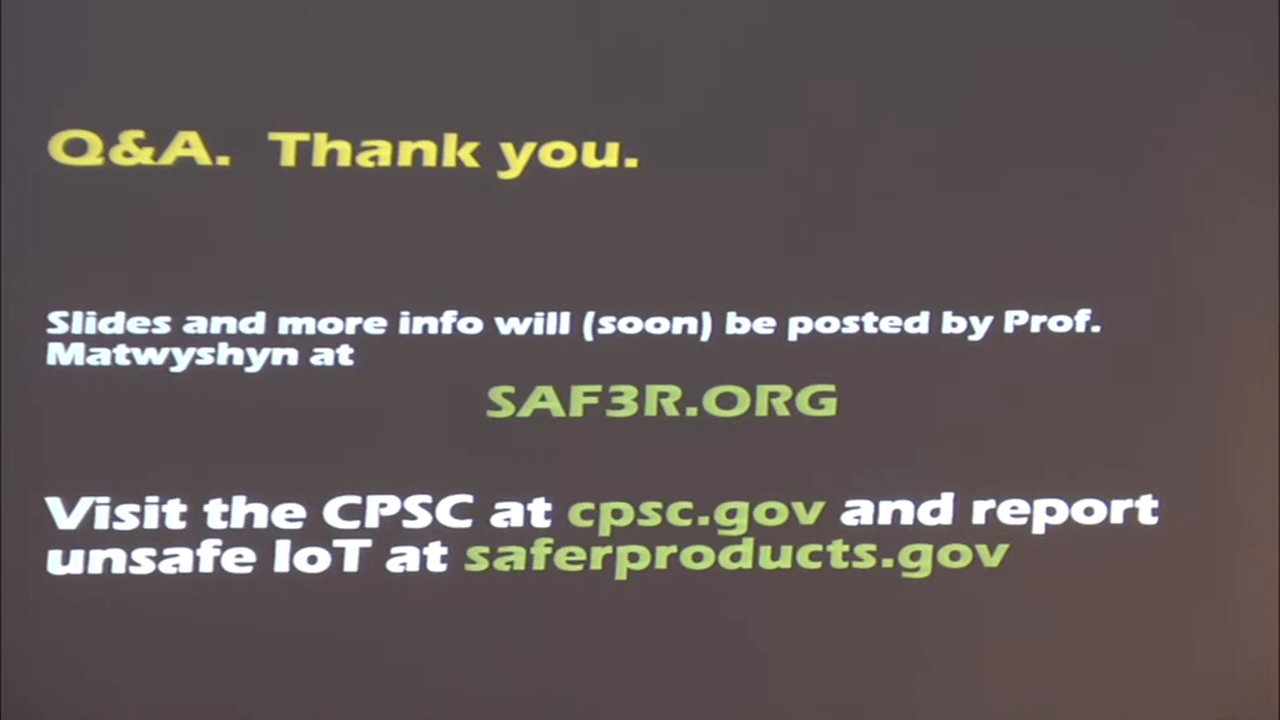 Q&A. Thank you.
Slides and more info will (soon) be posted by Prof.
Matwyshyn at
SAF3R.ORG
Visit the CPSC at cpsc.gov and report
unsafe IoT at saferproducts.gov